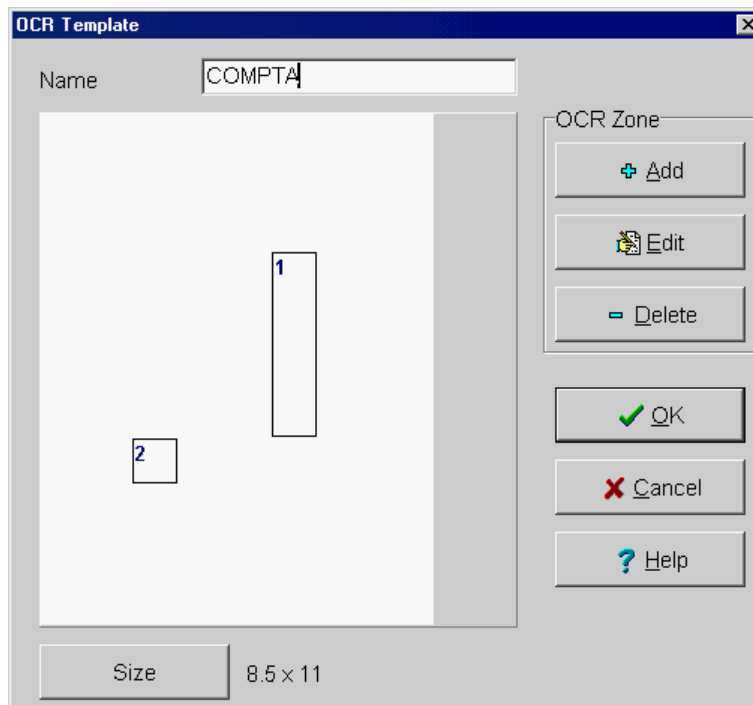 OCR Template
Name COMPTA
OCR Zone
Add
1
Edit
Delete
OK
2
Cancel
Help
Size 8.5 x 11